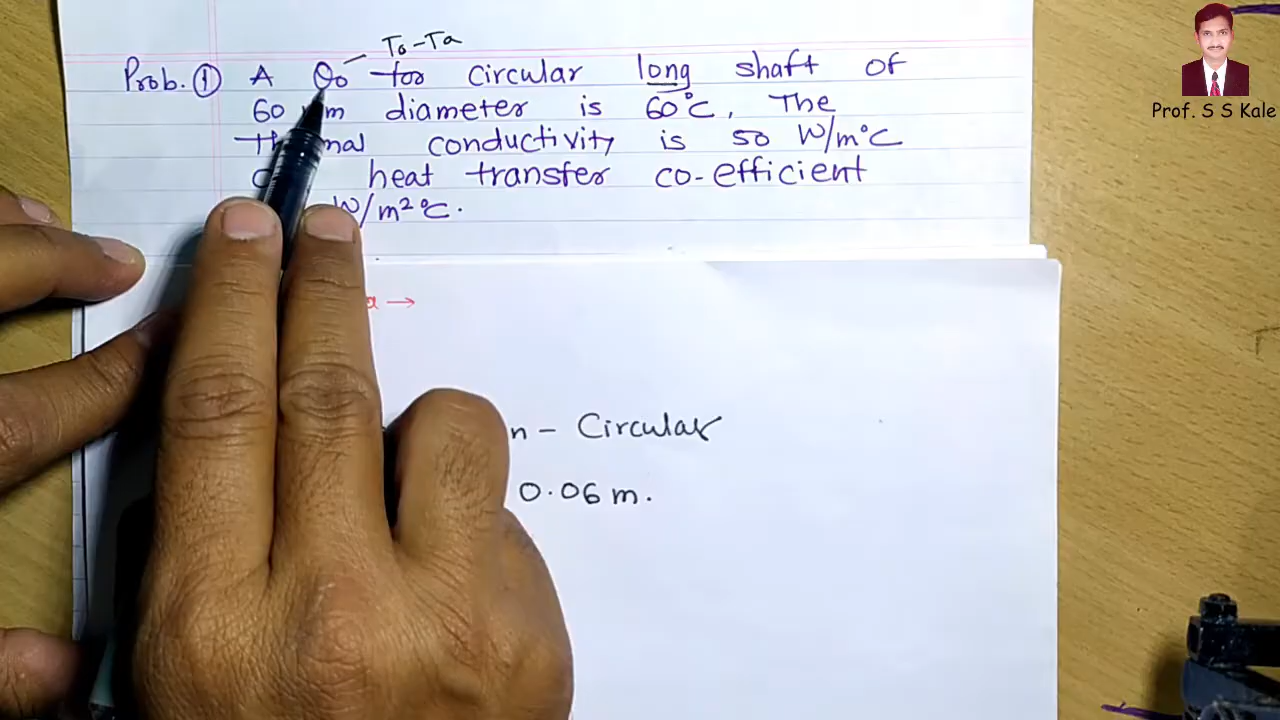 To-Ta
Prob. ① A θo for Circular long shaft of
60 mm diameter is 60°C, The
conductivity is 50 W/m°C
heat transfer co-efficient
W/m²°C.
→
n - Circular
0.06 m.
Prof. S S Kale